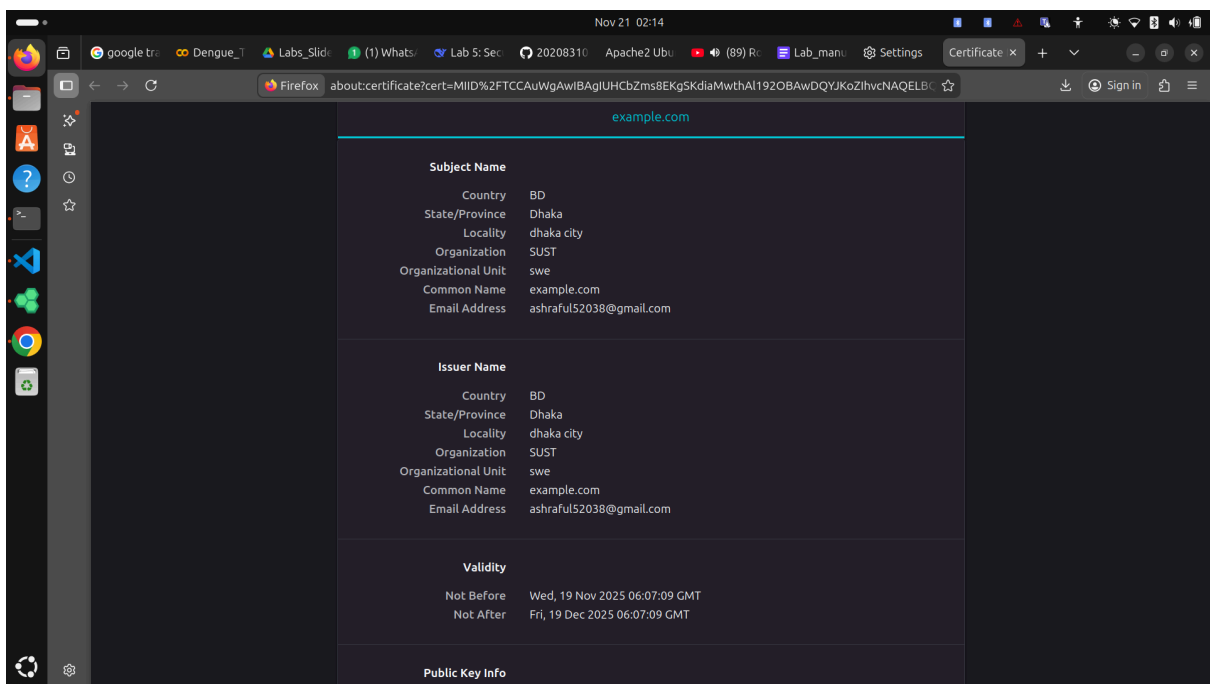 Nov 21 02:14
google tra
Dengue_T
Labs_Slide
(1) Whats
Lab 5: Sec
20208310
Apache2 Ubu
(89) Ro
Lab_manu
Settings
Certificate
Firefox
Sign in
example.com
Subject Name
Country BD
State/Province Dhaka
Locality dhaka city
Organization SUST
Organizational Unit swe
Common Name example.com
Email Address ashraful52038@gmail.com
Issuer Name
Country BD
State/Province Dhaka
Locality dhaka city
Organization SUST
Organizational Unit swe
Common Name example.com
Email Address ashraful52038@gmail.com
Validity
Not Before Wed, 19 Nov 2025 06:07:09 GMT
Not After Fri, 19 Dec 2025 06:07:09 GMT
Public Key Info